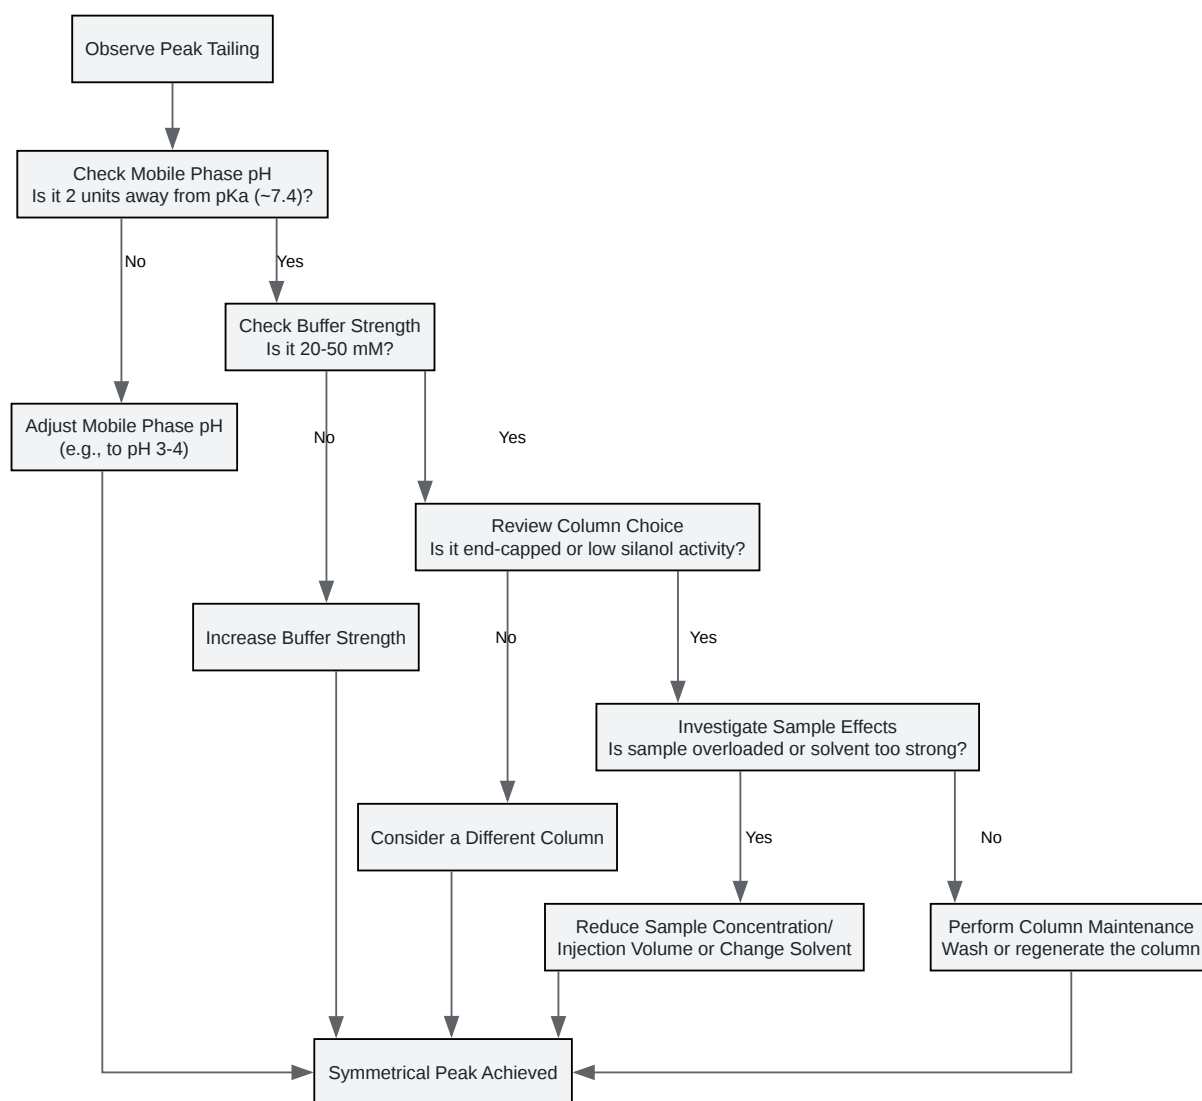 Observe Peak Tailing
Check Mobile Phase pH
Is it 2 units away from pKa (~7.4)?
No
Yes
Check Buffer Strength
Is it 20-50 mM?
Adjust Mobile Phase pH
(e.g., to pH 3-4)
No
Yes
Review Column Choice
Is it end-capped or low silanol activity?
Increase Buffer Strength
No
Yes
Investigate Sample Effects
Is sample overloaded or solvent too strong?
Consider a Different Column
Yes
No
Reduce Sample Concentration/
Injection Volume or Change Solvent
Perform Column Maintenance
Wash or regenerate the column
Symmetrical Peak Achieved